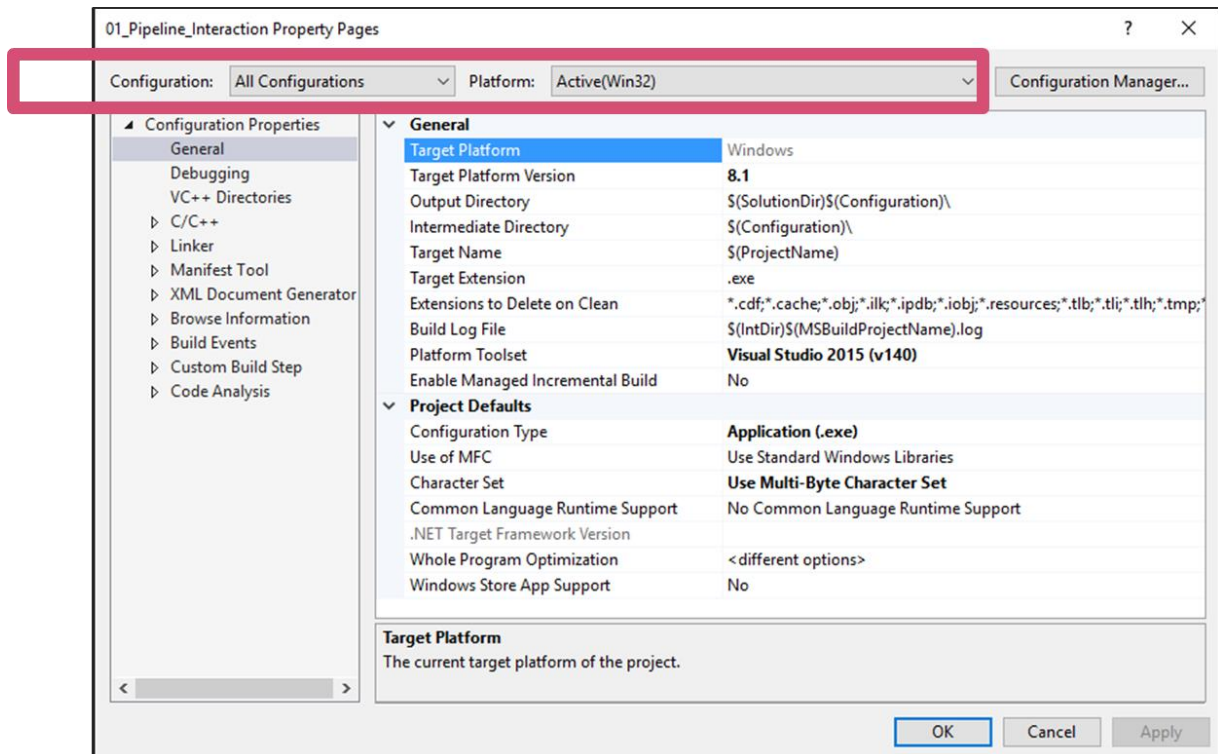 01_Pipeline_Interaction Property Pages
?
Configuration: All Configurations Platform: Active(Win32) Configuration Manager...
Configuration Properties
General
Debugging
VC++ Directories
C/C++
Linker
Manifest Tool
XML Document Generator
Browse Information
Build Events
Custom Build Step
Code Analysis
General
Target Platform Windows
Target Platform Version 8.1
Output Directory $(SolutionDir)$(Configuration)\
Intermediate Directory $(Configuration)\
Target Name $(ProjectName)
Target Extension .exe
Extensions to Delete on Clean *.cdf;*.cache;*.obj;*.ilk;*.ipdb;*.iobj;*.resources;*.tlb;*.tli;*.tlh;*.tmp;*
Build Log File $(IntDir)$(MSBuildProjectName).log
Platform Toolset Visual Studio 2015 (v140)
Enable Managed Incremental Build No
Project Defaults
Configuration Type Application (.exe)
Use of MFC Use Standard Windows Libraries
Character Set Use Multi-Byte Character Set
Common Language Runtime Support No Common Language Runtime Support
.NET Target Framework Version
Whole Program Optimization <different options>
Windows Store App Support No
Target Platform
The current target platform of the project.
OK Cancel Apply